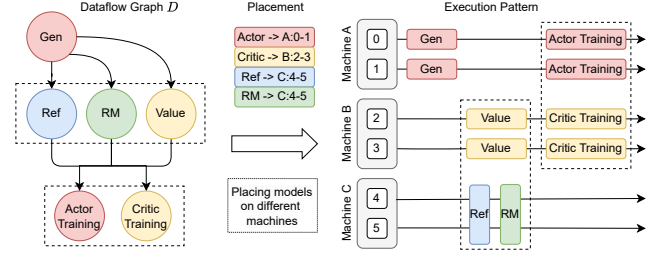 Dataflow Graph D
Gen
Ref
RM
Value
Actor
Training
Critic
Training
Placement
Actor -> A:0-1
Critic -> B:2-3
Ref -> C:4-5
RM -> C:4-5
Placing models
on different
machines
Execution Pattern
Machine A
0
Gen
Actor Training
1
Gen
Actor Training
Machine B
2
Value
Critic Training
3
Value
Critic Training
Machine C
4
5
Ref
RM